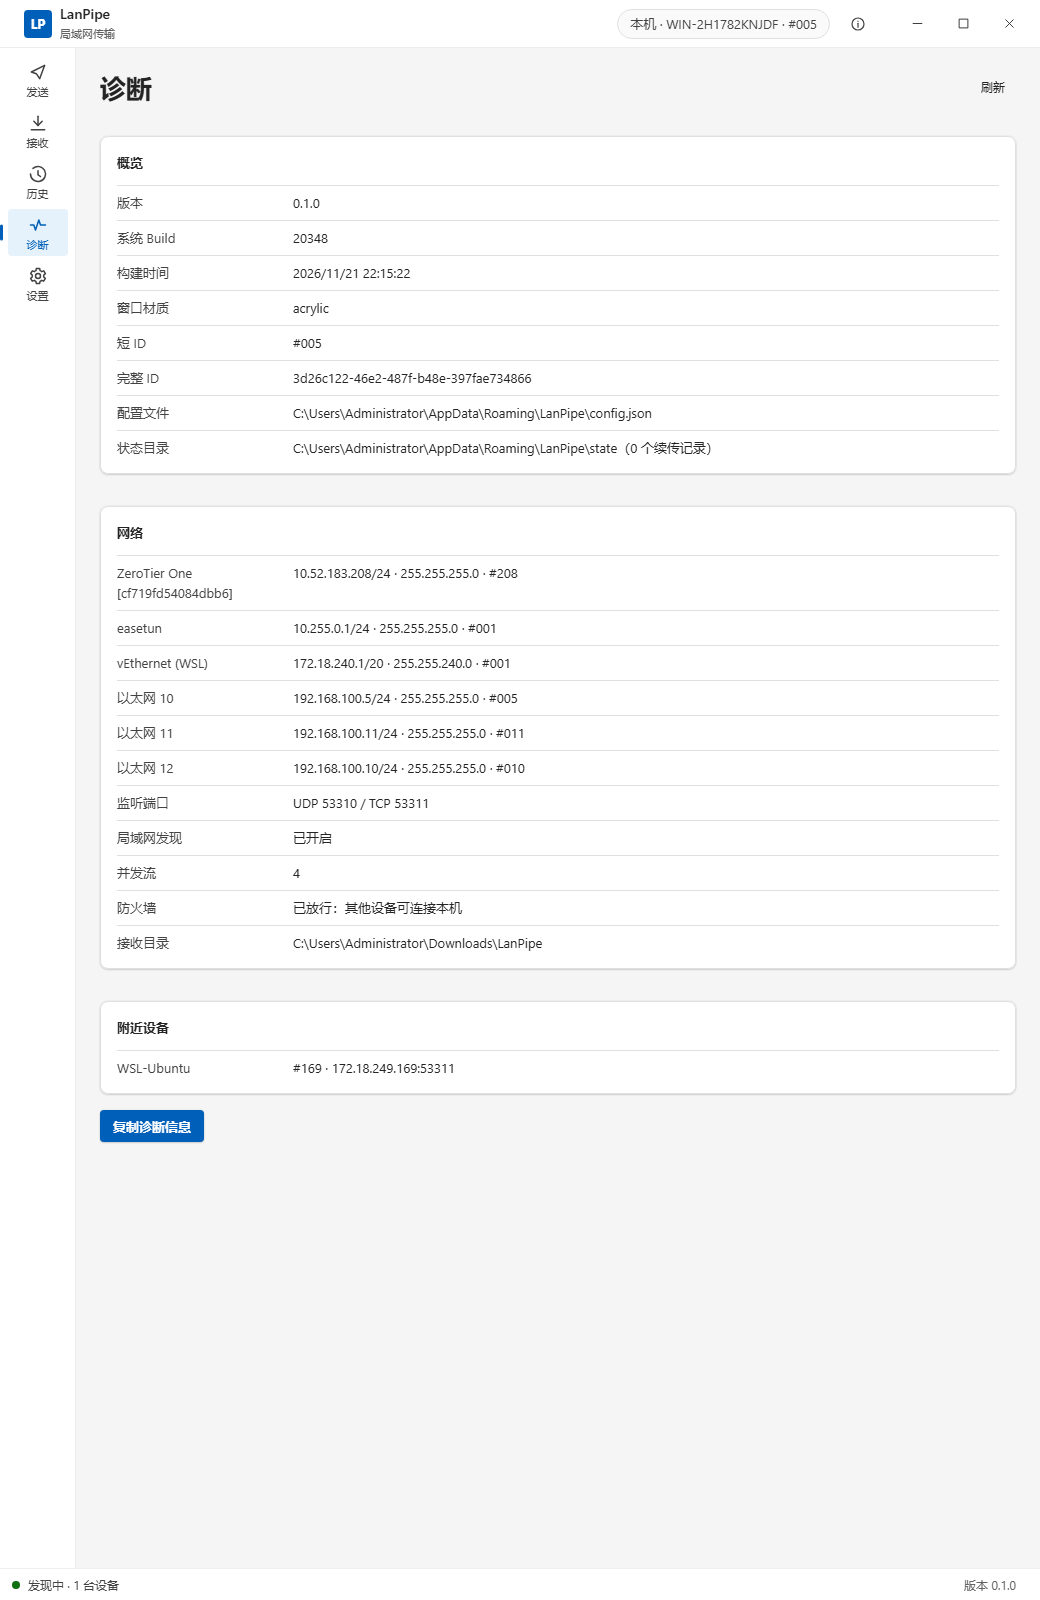 LP
LanPipe
局域网传输
本机 · WIN-2H1782KNJDF · #005
发送
接收
历史
诊断
设置
诊断
刷新
概览
版本 0.1.0
系统 Build 20348
构建时间 2026/11/21 22:15:22
窗口材质 acrylic
短 ID #005
完整 ID 3d26c122-46e2-487f-b48e-397fae734866
配置文件 C:\Users\Administrator\AppData\Roaming\LanPipe\config.json
状态目录 C:\Users\Administrator\AppData\Roaming\LanPipe\state（0 个续传记录）
网络
ZeroTier One 10.52.183.208/24 · 255.255.255.0 · #208
[cf719fd54084dbb6]
easetun 10.255.0.1/24 · 255.255.255.0 · #001
vEthernet (WSL) 172.18.240.1/20 · 255.255.240.0 · #001
以太网 10 192.168.100.5/24 · 255.255.255.0 · #005
以太网 11 192.168.100.11/24 · 255.255.255.0 · #011
以太网 12 192.168.100.10/24 · 255.255.255.0 · #010
监听端口 UDP 53310 / TCP 53311
局域网发现 已开启
并发流 4
防火墙 已放行：其他设备可连接本机
接收目录 C:\Users\Administrator\Downloads\LanPipe
附近设备
WSL-Ubuntu #169 · 172.18.249.169:53311
复制诊断信息
发现中 · 1 台设备
版本 0.1.0